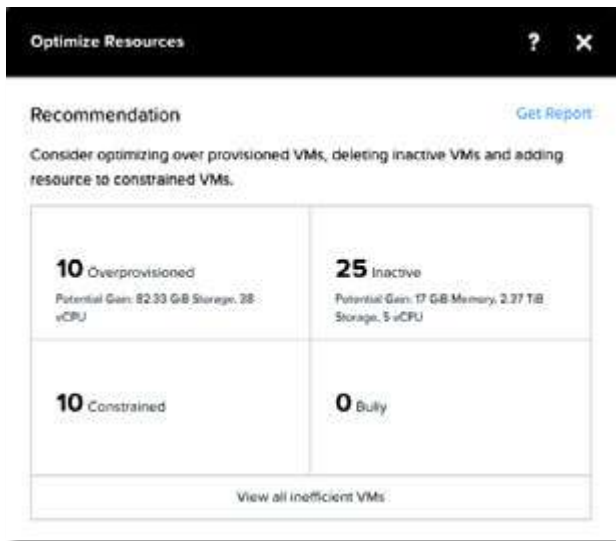 Optimize Resources
?
Recommendation
Get Report
Consider optimizing over provisioned VMs, deleting inactive VMs and adding
resource to constrained VMs.
10 Overprovisioned
Potential Gain: 82.33 GiB Storage, 38
vCPU
25 Inactive
Potential Gain: 17 GiB Memory, 2.37 TiB
Storage, 5 vCPU
10 Constrained
0 Bully
View all inefficient VMs